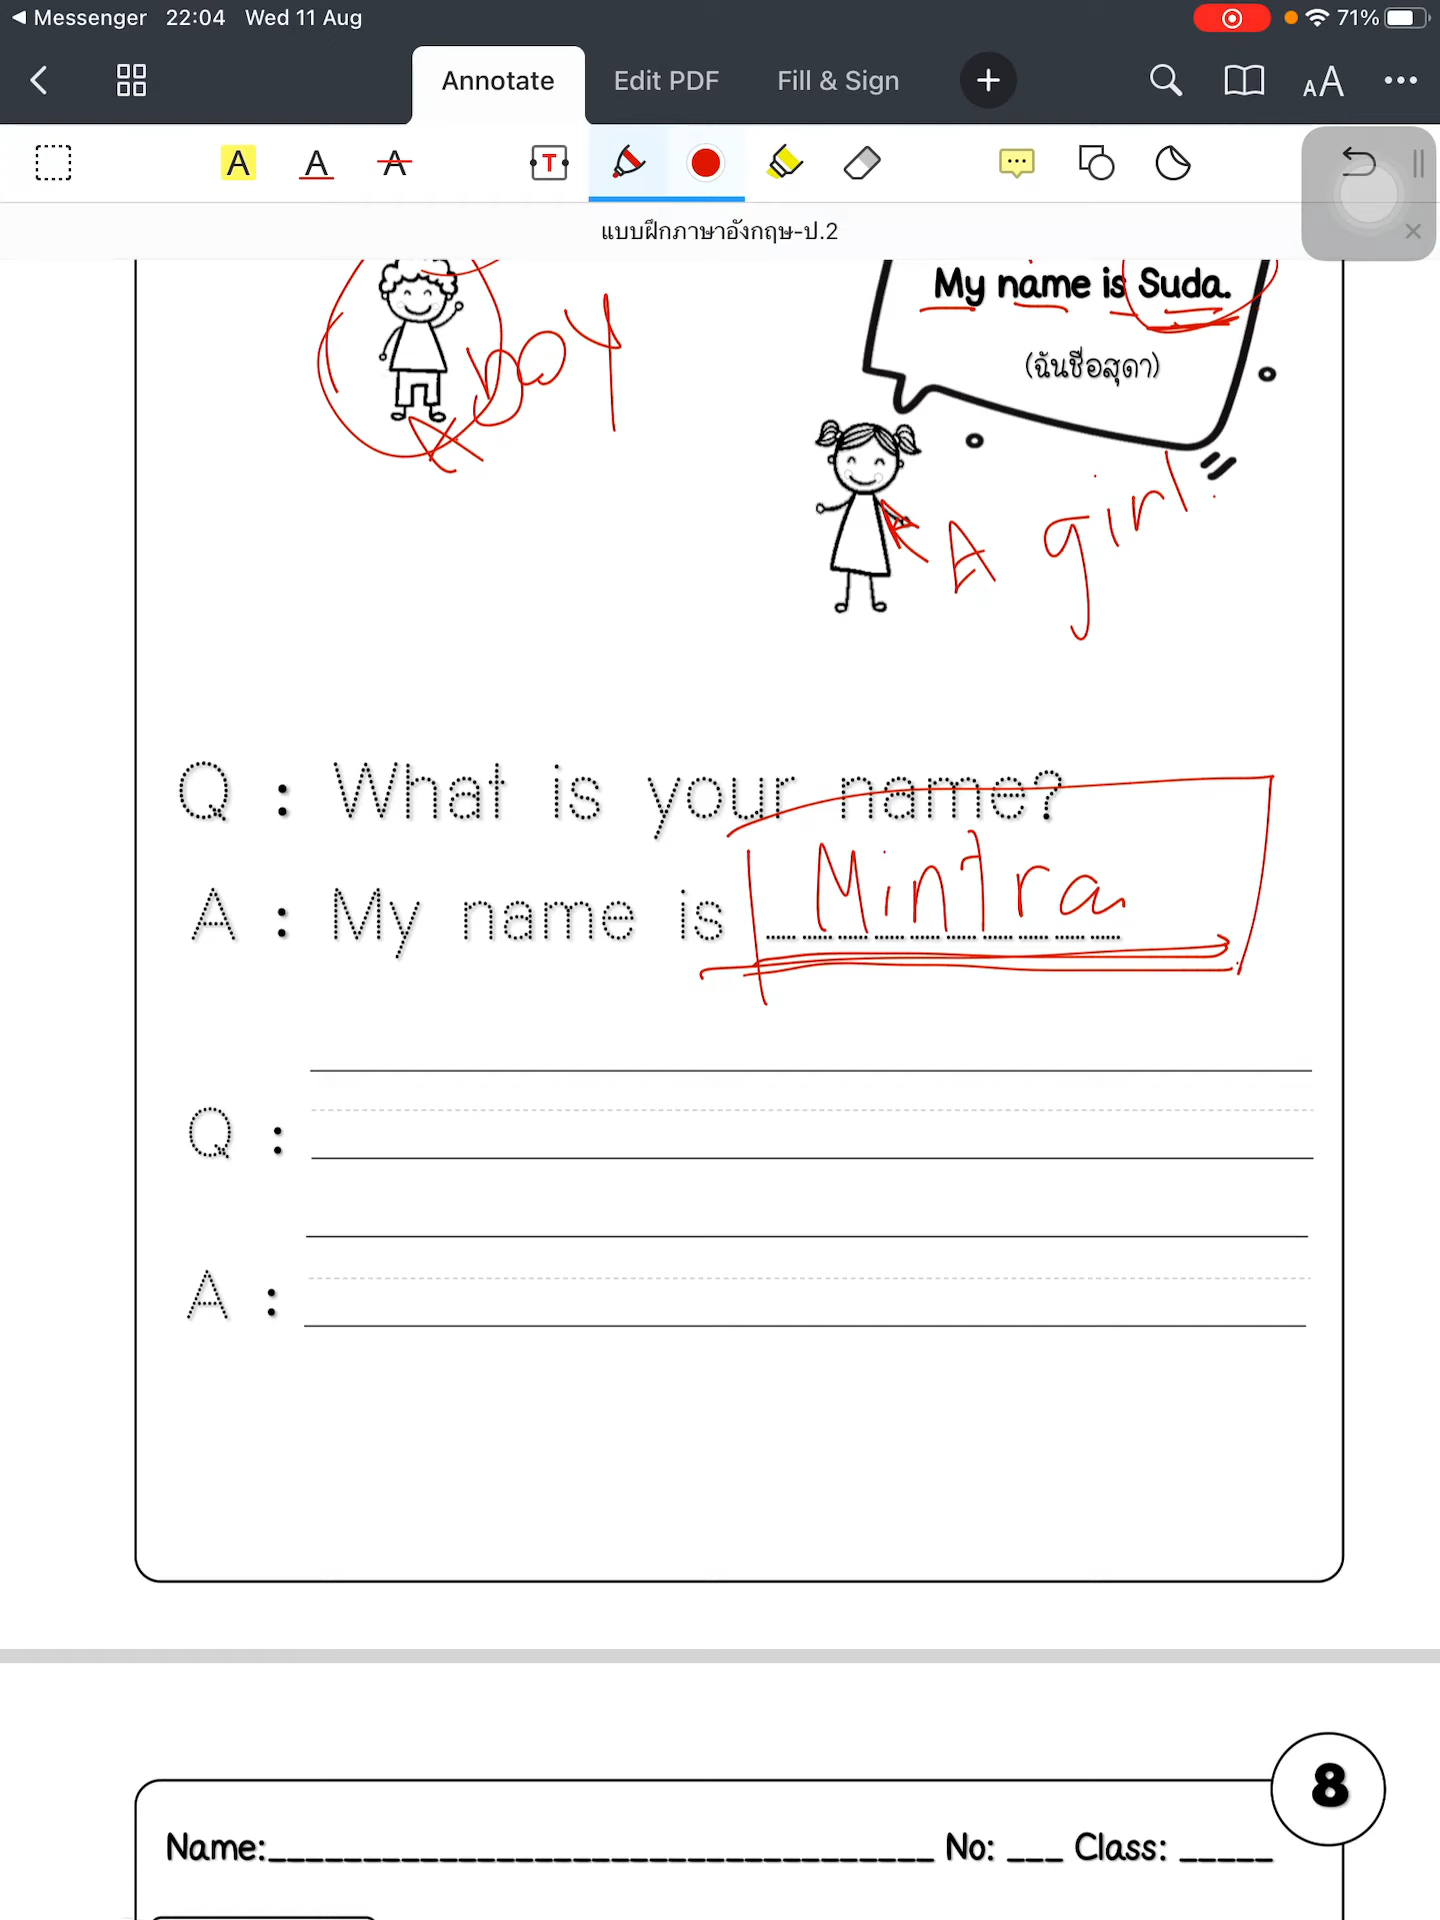 Messenger 22:04 Wed 11 Aug 71%
Annotate Edit PDF Fill & Sign
AA
A A A T
แบบฝึกภาษาอังกฤษ-ป.2
My name is Suda.
(ฉันชื่อสุดา)
A boy
A girl.
Q : What is your name?
A : My name is Mintra
Q :
A :
8
Name: No: Class: